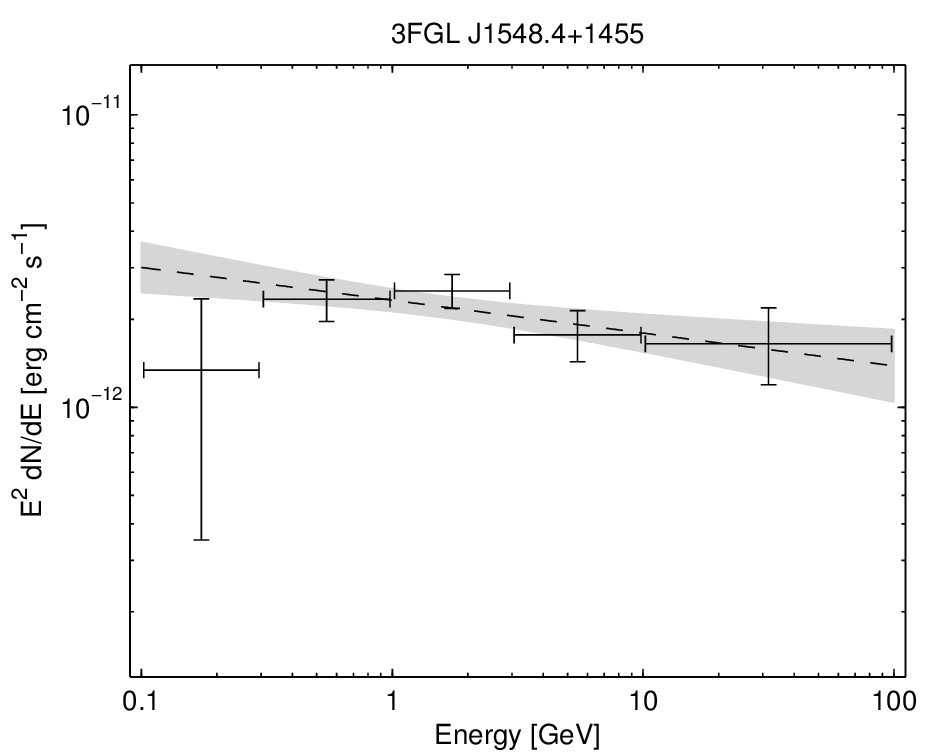 3FGL J1548.4+1455
10⁻¹¹
10⁻¹²
E² dN/dE [erg cm⁻² s⁻¹]
0.1 1 10 100
Energy [GeV]